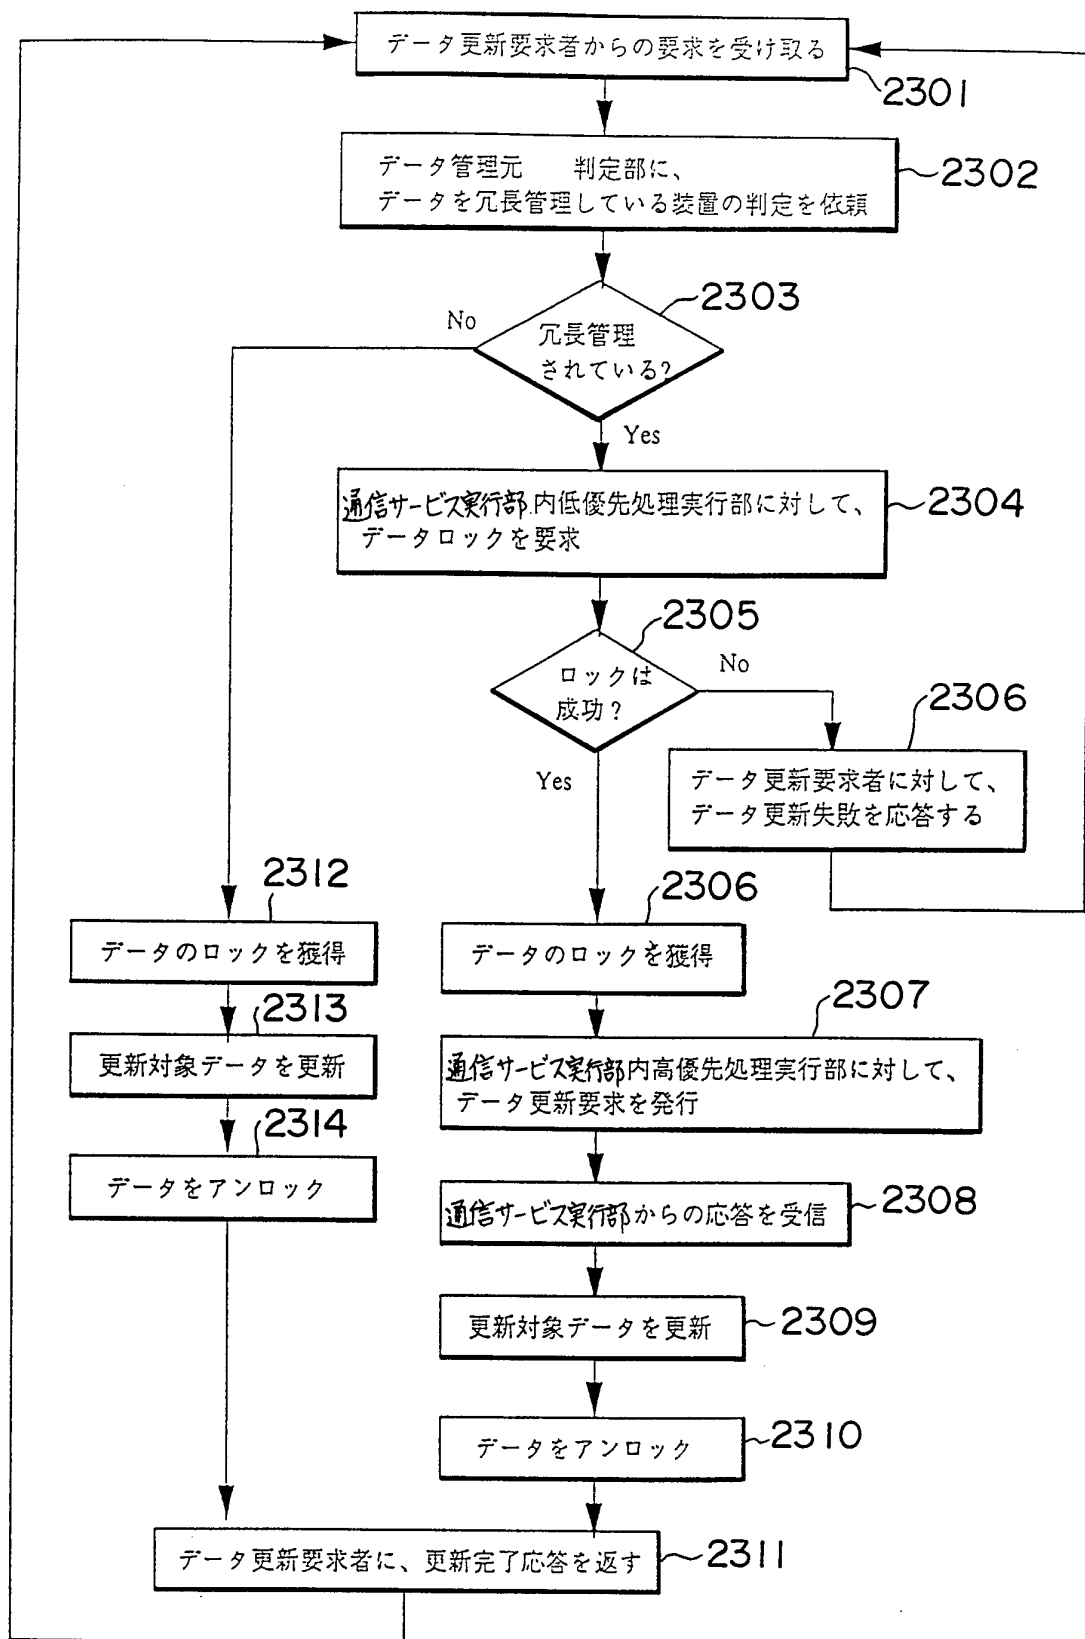 データ更新要求者からの要求を受け取る
2301
データ管理元 判定部に、
データを冗長管理している装置の判定を依頼
2302
2303
冗長管理
されている?
No
Yes
通信サービス実行部内低優先処理実行部に対して、
データロックを要求
2304
2305
ロックは
成功?
No
Yes
2306
データ更新要求者に対して、
データ更新失敗を応答する
2312
データのロックを獲得
2306
データのロックを獲得
2313
更新対象データを更新
2307
通信サービス実行部内高優先処理実行部に対して、
データ更新要求を発行
2314
データをアンロック
通信サービス実行部からの応答を受信
2308
更新対象データを更新
2309
データをアンロック
2310
データ更新要求者に、更新完了応答を返す
2311